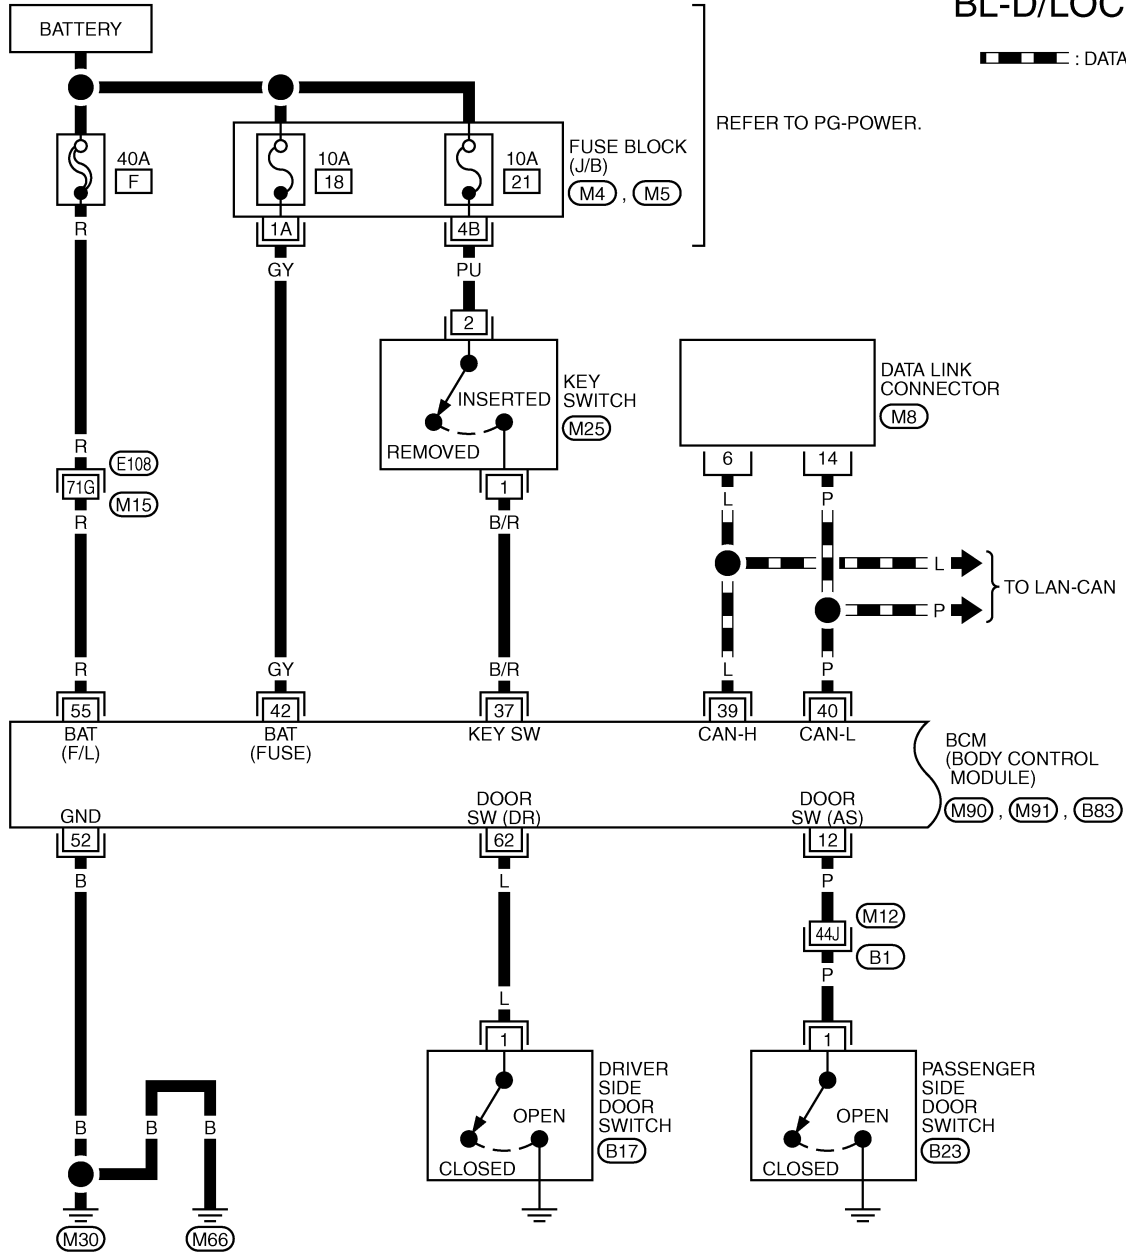 BL-D/LOC
: DATA
BATTERY
REFER TO PG-POWER.
40A
F
10A
18
10A
21
FUSE BLOCK
(J/B)
M4 , M5
1A
4B
R
GY
PU
2
INSERTED
REMOVED
KEY
SWITCH
M25
DATA LINK
CONNECTOR
M8
6
14
R
E108
71G
M15
R
1
B/R
L
P
L
P
TO LAN-CAN
R
GY
B/R
L
P
55
42
37
39
40
BAT
(F/L)
BAT
(FUSE)
KEY SW
CAN-H
CAN-L
BCM
(BODY CONTROL
MODULE)
M90 , M91 , B83
GND
DOOR
SW (DR)
DOOR
SW (AS)
52
62
12
B
L
P
M12
44J
B1
L
P
1
1
DRIVER
SIDE
DOOR
SWITCH
B17
OPEN
CLOSED
PASSENGER
SIDE
DOOR
SWITCH
B23
OPEN
CLOSED
B
B
B
M30
M66